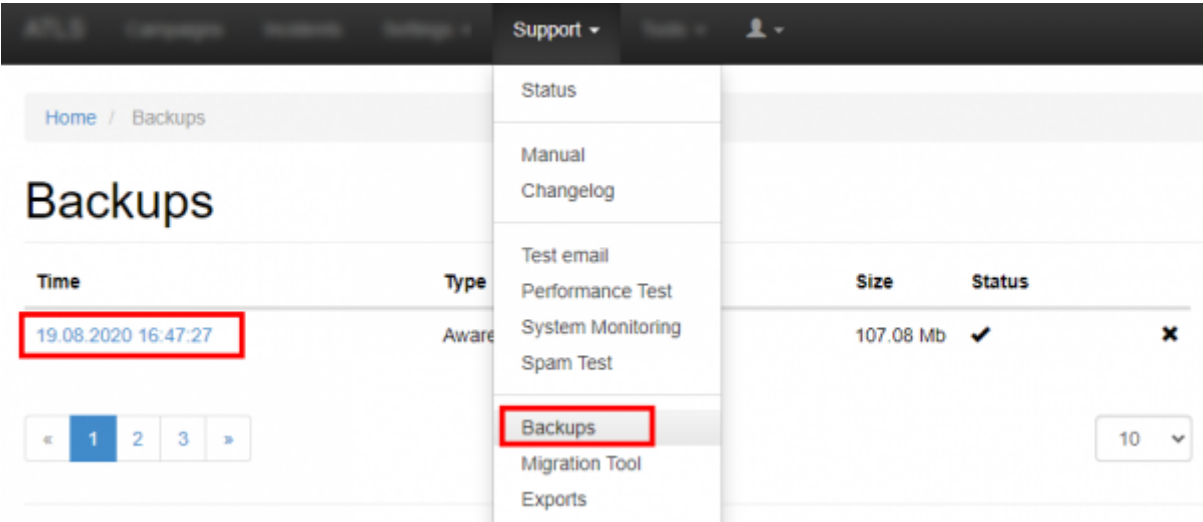 Support
Home / Backups
Backups
Time Type Size Status
19.08.2020 16:47:27 Aware 107.08 Mb
« 1 2 3 »
10
Status
Manual
Changelog
Test email
Performance Test
System Monitoring
Spam Test
Backups
Migration Tool
Exports